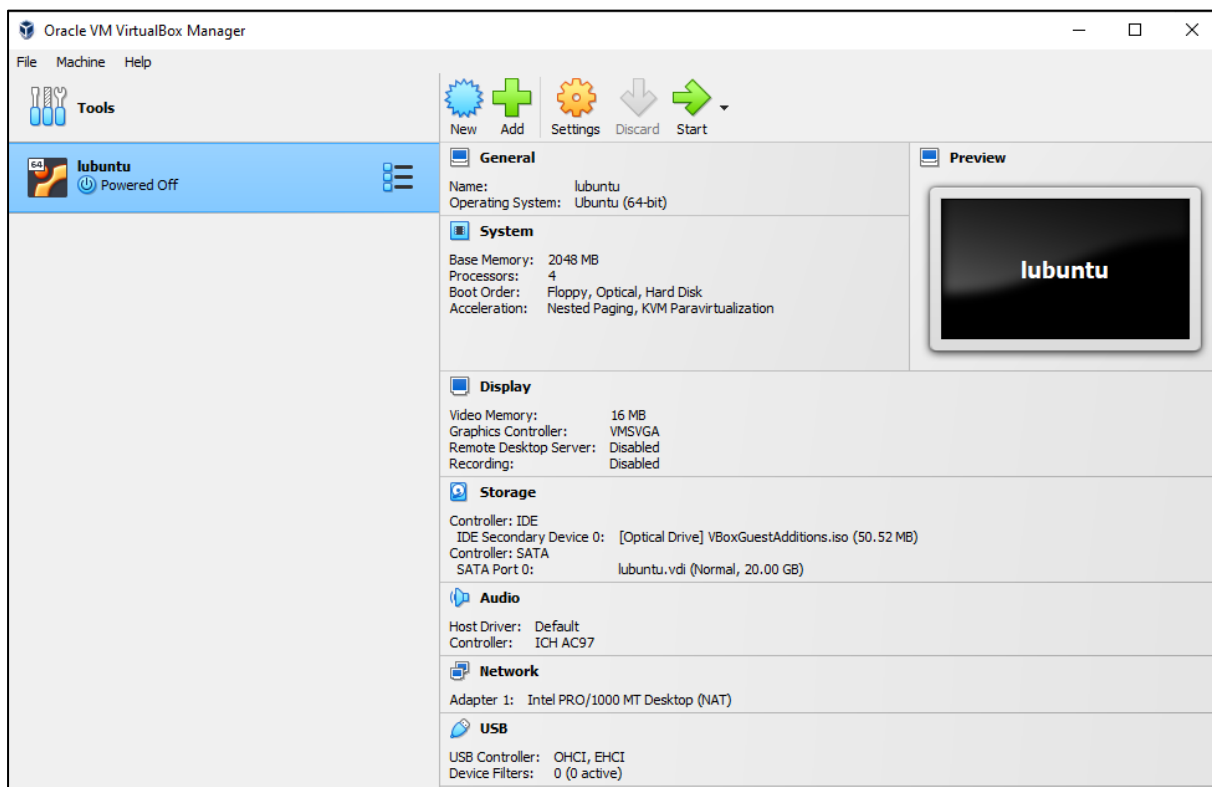 Oracle VM VirtualBox Manager
File Machine Help
Tools
New Add Settings Discard Start
64
lubuntu
Powered Off
General
Name: lubuntu
Operating System: Ubuntu (64-bit)
Preview
lubuntu
System
Base Memory: 2048 MB
Processors: 4
Boot Order: Floppy, Optical, Hard Disk
Acceleration: Nested Paging, KVM Paravirtualization
Display
Video Memory: 16 MB
Graphics Controller: VMSVGA
Remote Desktop Server: Disabled
Recording: Disabled
Storage
Controller: IDE
IDE Secondary Device 0: [Optical Drive] VBoxGuestAdditions.iso (50.52 MB)
Controller: SATA
SATA Port 0: lubuntu.vdi (Normal, 20.00 GB)
Audio
Host Driver: Default
Controller: ICH AC97
Network
Adapter 1: Intel PRO/1000 MT Desktop (NAT)
USB
USB Controller: OHCI, EHCI
Device Filters: 0 (0 active)